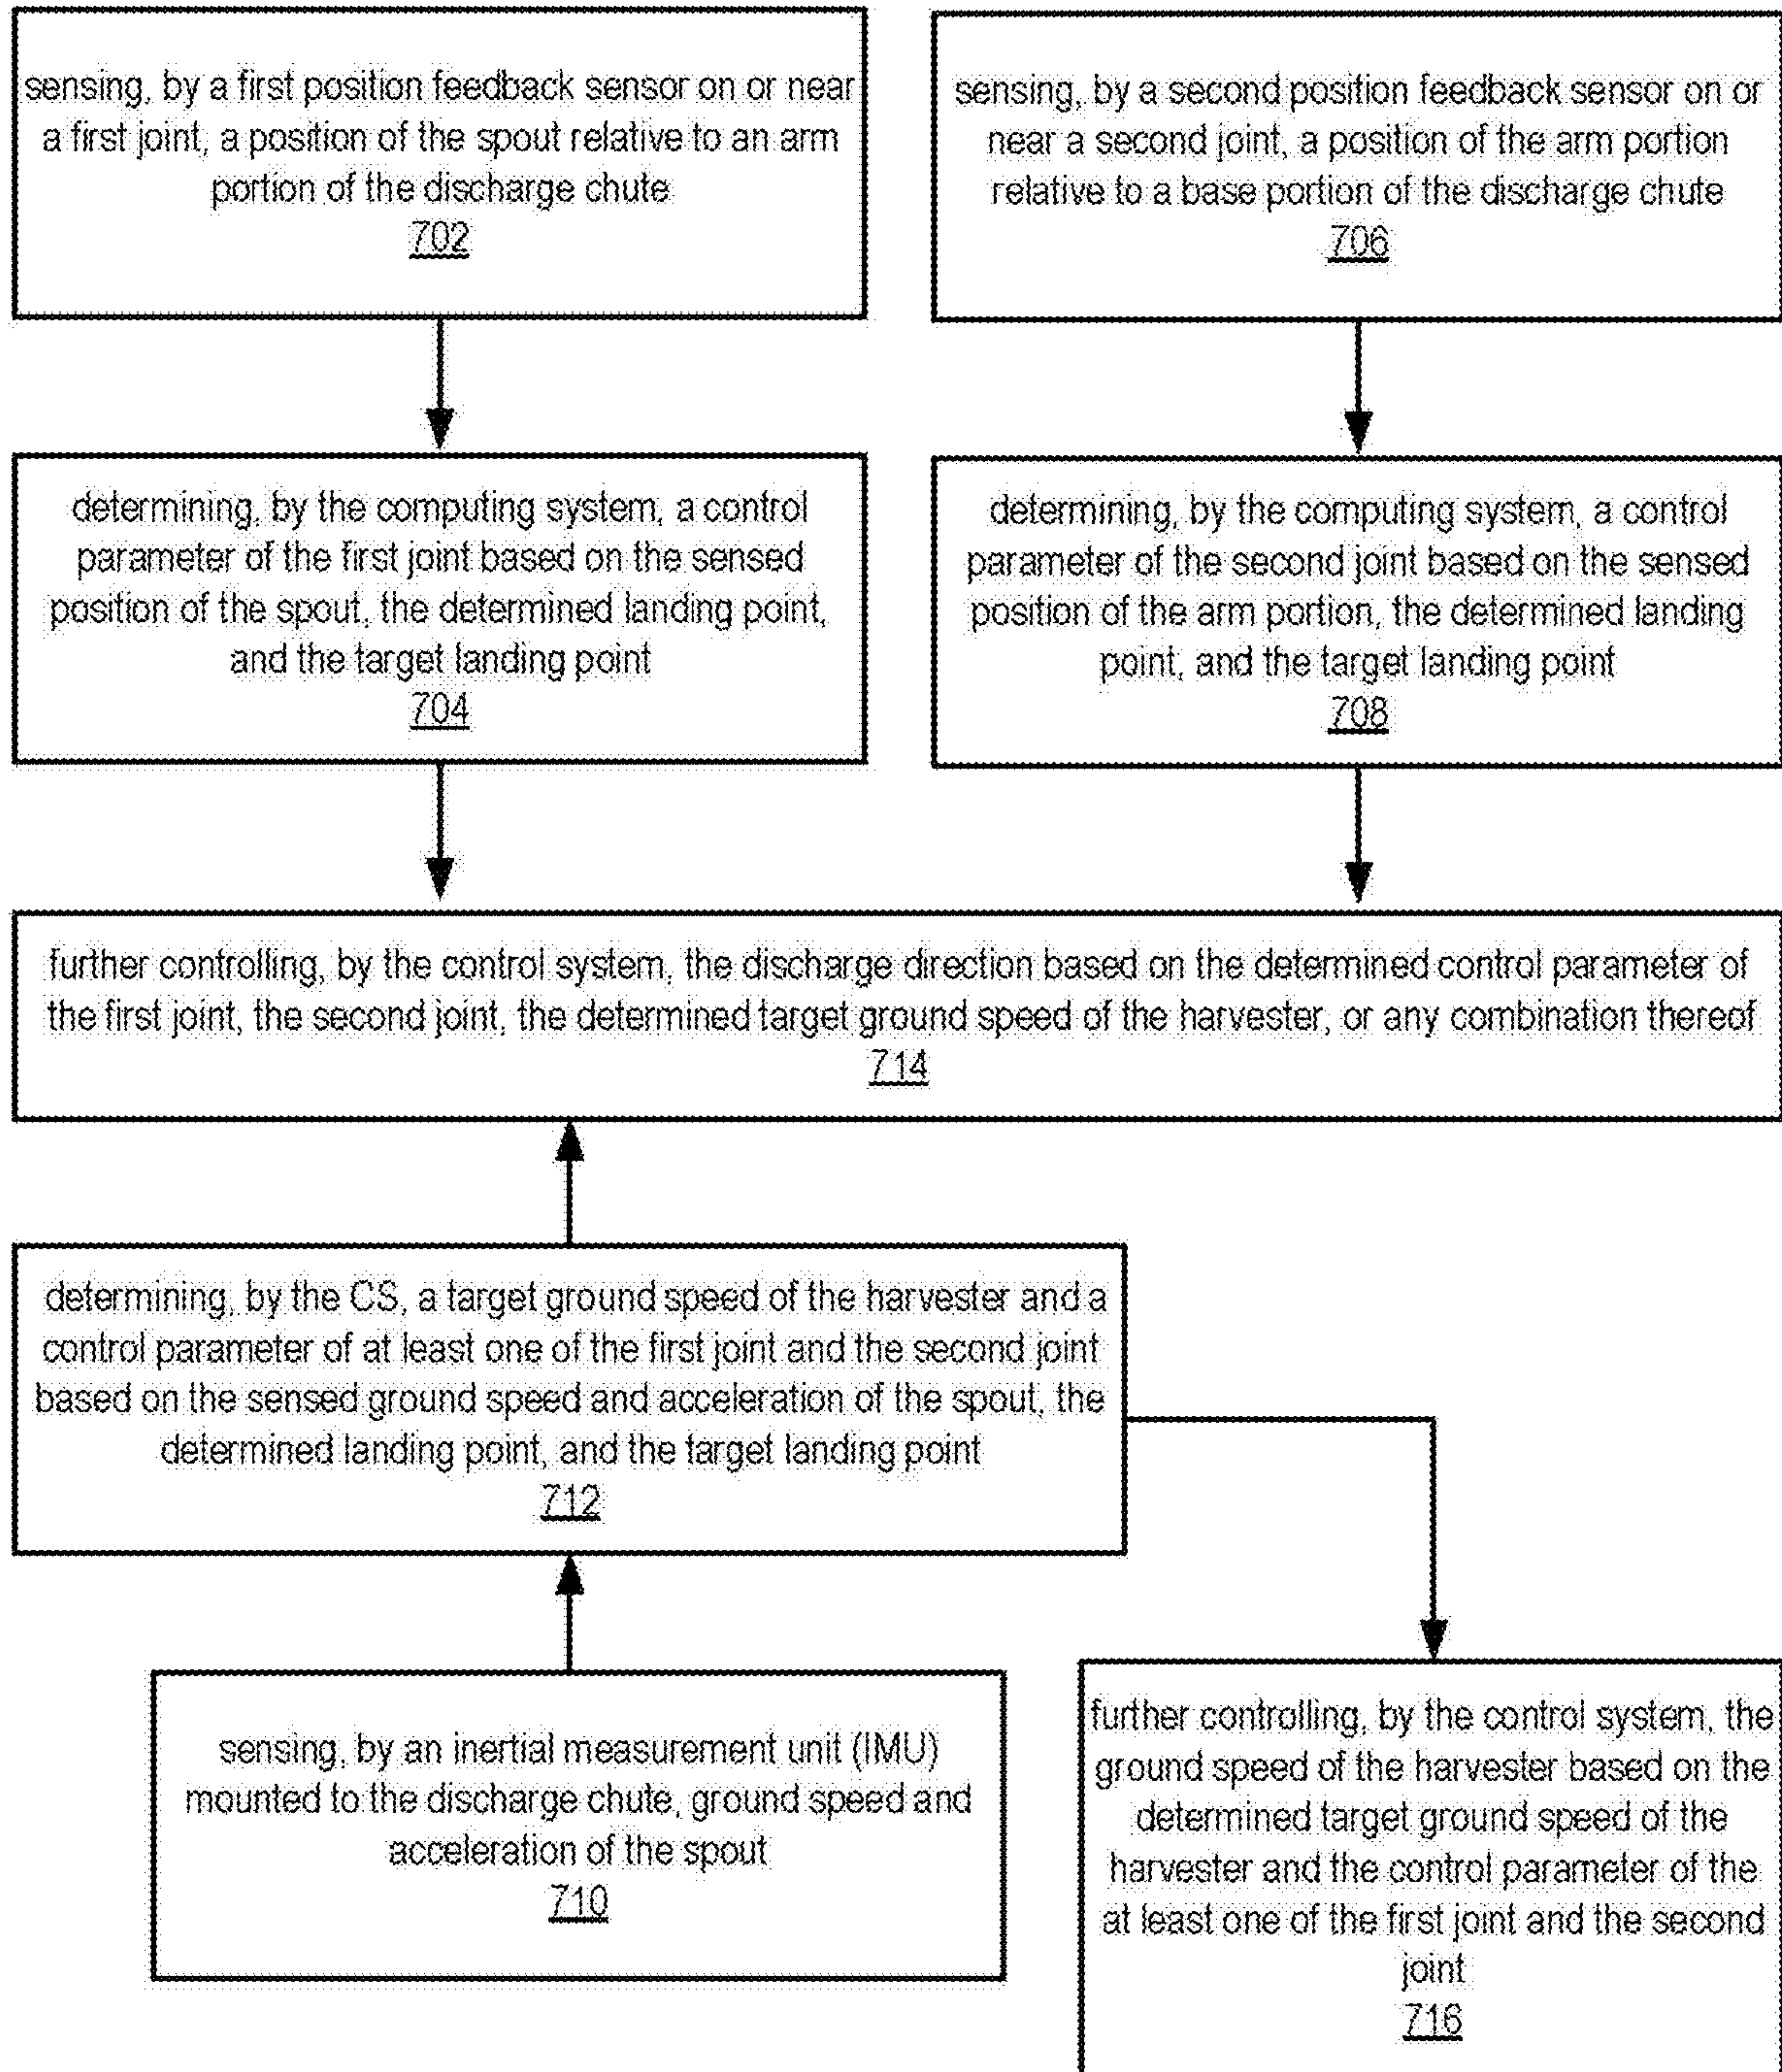 sensing, by a first position feedback sensor on or near
a first joint, a position of the spout relative to an arm
portion of the discharge chute
702
sensing, by a second position feedback sensor on or
near a second joint, a position of the arm portion
relative to a base portion of the discharge chute
706
determining, by the computing system, a control
parameter of the first joint based on the sensed
position of the spout, the determined landing point,
and the target landing point
704
determining, by the computing system, a control
parameter of the second joint based on the sensed
position of the arm portion, the determined landing
point, and the target landing point
708
further controlling, by the control system, the discharge direction based on the determined control parameter of
the first joint, the second joint, the determined target ground speed of the harvester, or any combination thereof
714
determining, by the CS, a target ground speed of the harvester and a
control parameter of at least one of the first joint and the second joint
based on the sensed ground speed and acceleration of the spout, the
determined landing point, and the target landing point
712
sensing, by an inertial measurement unit (IMU)
mounted to the discharge chute, ground speed and
acceleration of the spout
710
further controlling, by the control system, the
ground speed of the harvester based on the
determined target ground speed of the
harvester and the control parameter of the
at least one of the first joint and the second
joint
716